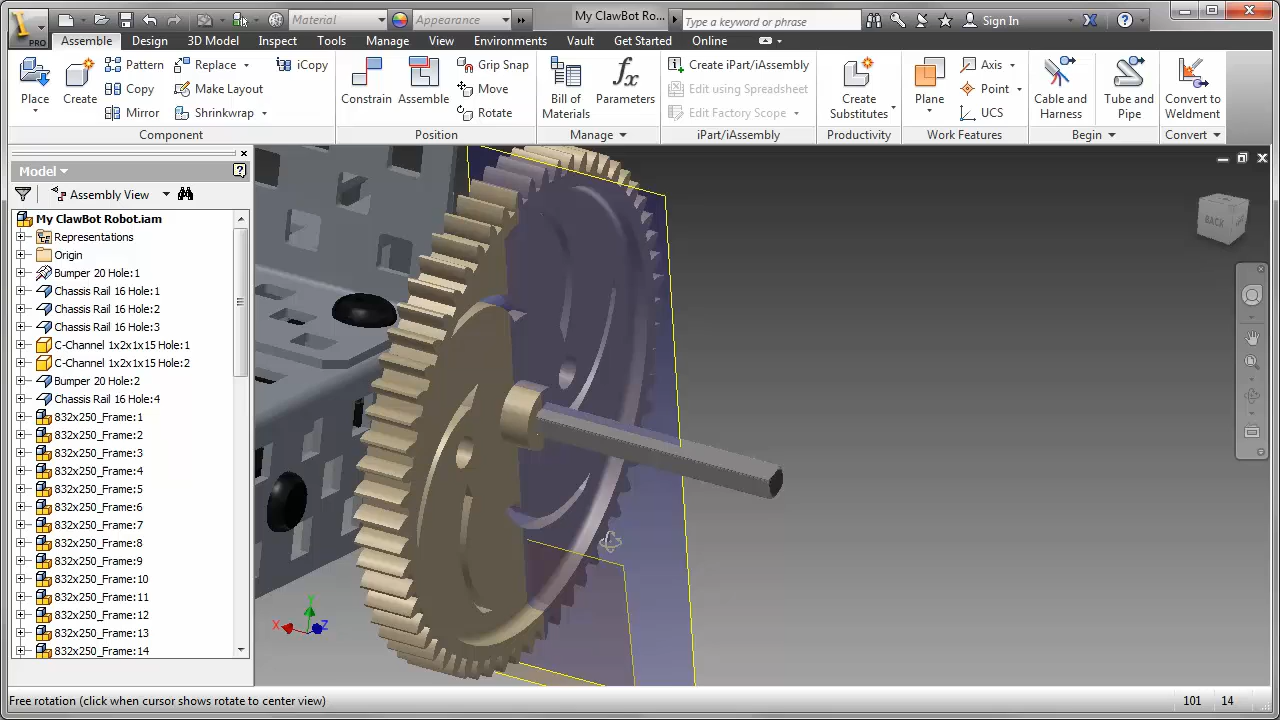 Material
Appearance
My ClawBot Ro...
Type a keyword or phrase
Sign In
PRO
Assemble
Design
3D Model
Inspect
Tools
Manage
View
Environments
Vault
Get Started
Online
Place
Create
Pattern
Copy
Mirror
Replace
Make Layout
Shrinkwrap
iCopy
Component
Constrain
Assemble
Grip Snap
Move
Rotate
Position
Bill of
Materials
fx
Parameters
Manage
Create iPart/iAssembly
Edit using Spreadsheet
Edit Factory Scope
iPart/iAssembly
Create
Substitutes
Productivity
Plane
Axis
Point
UCS
Work Features
Cable and
Harness
Tube and
Pipe
Begin
Convert to
Weldment
Convert
Model
Assembly View
My ClawBot Robot.iam
Representations
Origin
Bumper 20 Hole:1
Chassis Rail 16 Hole:1
Chassis Rail 16 Hole:2
Chassis Rail 16 Hole:3
C-Channel 1x2x1x15 Hole:1
C-Channel 1x2x1x15 Hole:2
Bumper 20 Hole:2
Chassis Rail 16 Hole:4
832x250_Frame:1
832x250_Frame:2
832x250_Frame:3
832x250_Frame:4
832x250_Frame:5
832x250_Frame:6
832x250_Frame:7
832x250_Frame:8
832x250_Frame:9
832x250_Frame:10
832x250_Frame:11
832x250_Frame:12
832x250_Frame:13
832x250_Frame:14
BACK
X
Y
Z
Free rotation (click when cursor shows rotate to center view)
101
14